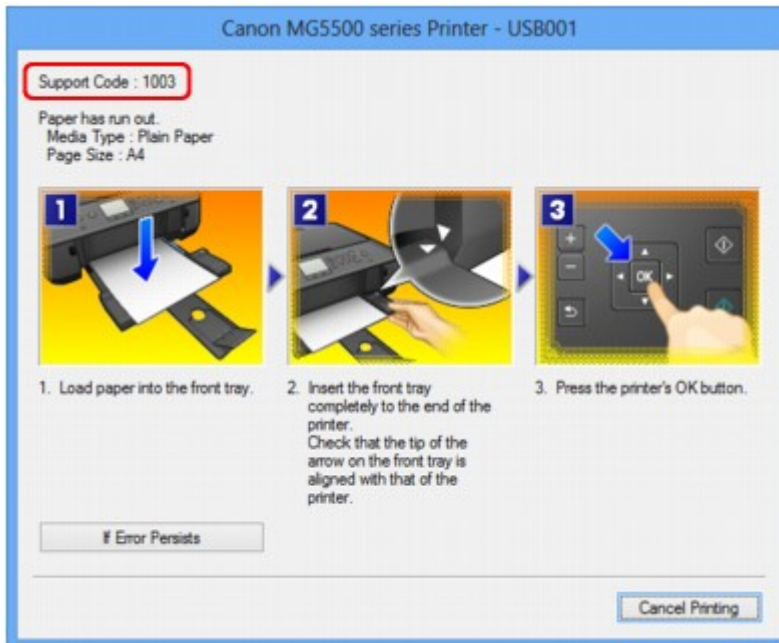 Canon MG5500 series Printer - USB001
Support Code : 1003
Paper has run out.
Media Type : Plain Paper
Page Size : A4
1
2
3
+
-
OK
1. Load paper into the front tray.
2. Insert the front tray
completely to the end of the
printer.
Check that the tip of the
arrow on the front tray is
aligned with that of the
printer.
3. Press the printer's OK button.
If Error Persists
Cancel Printing